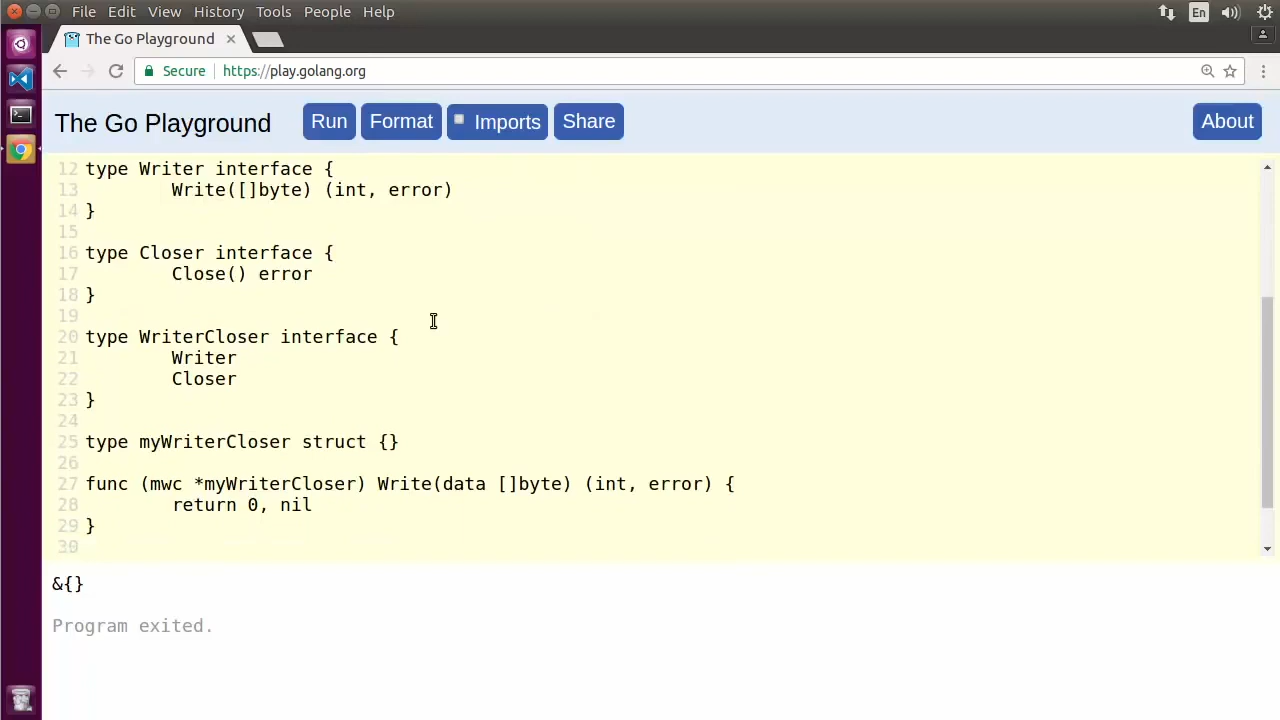 File Edit View History Tools People Help
En
The Go Playground
Secure https://play.golang.org
The Go Playground Run Format Imports Share About
12 type Writer interface {
13 Write([]byte) (int, error)
14 }
15
16 type Closer interface {
17 Close() error
18 }
19
20 type WriterCloser interface {
21 Writer
22 Closer
23 }
24
25 type myWriterCloser struct {}
26
27 func (mwc *myWriterCloser) Write(data []byte) (int, error) {
28 return 0, nil
29 }
30
&{}
Program exited.